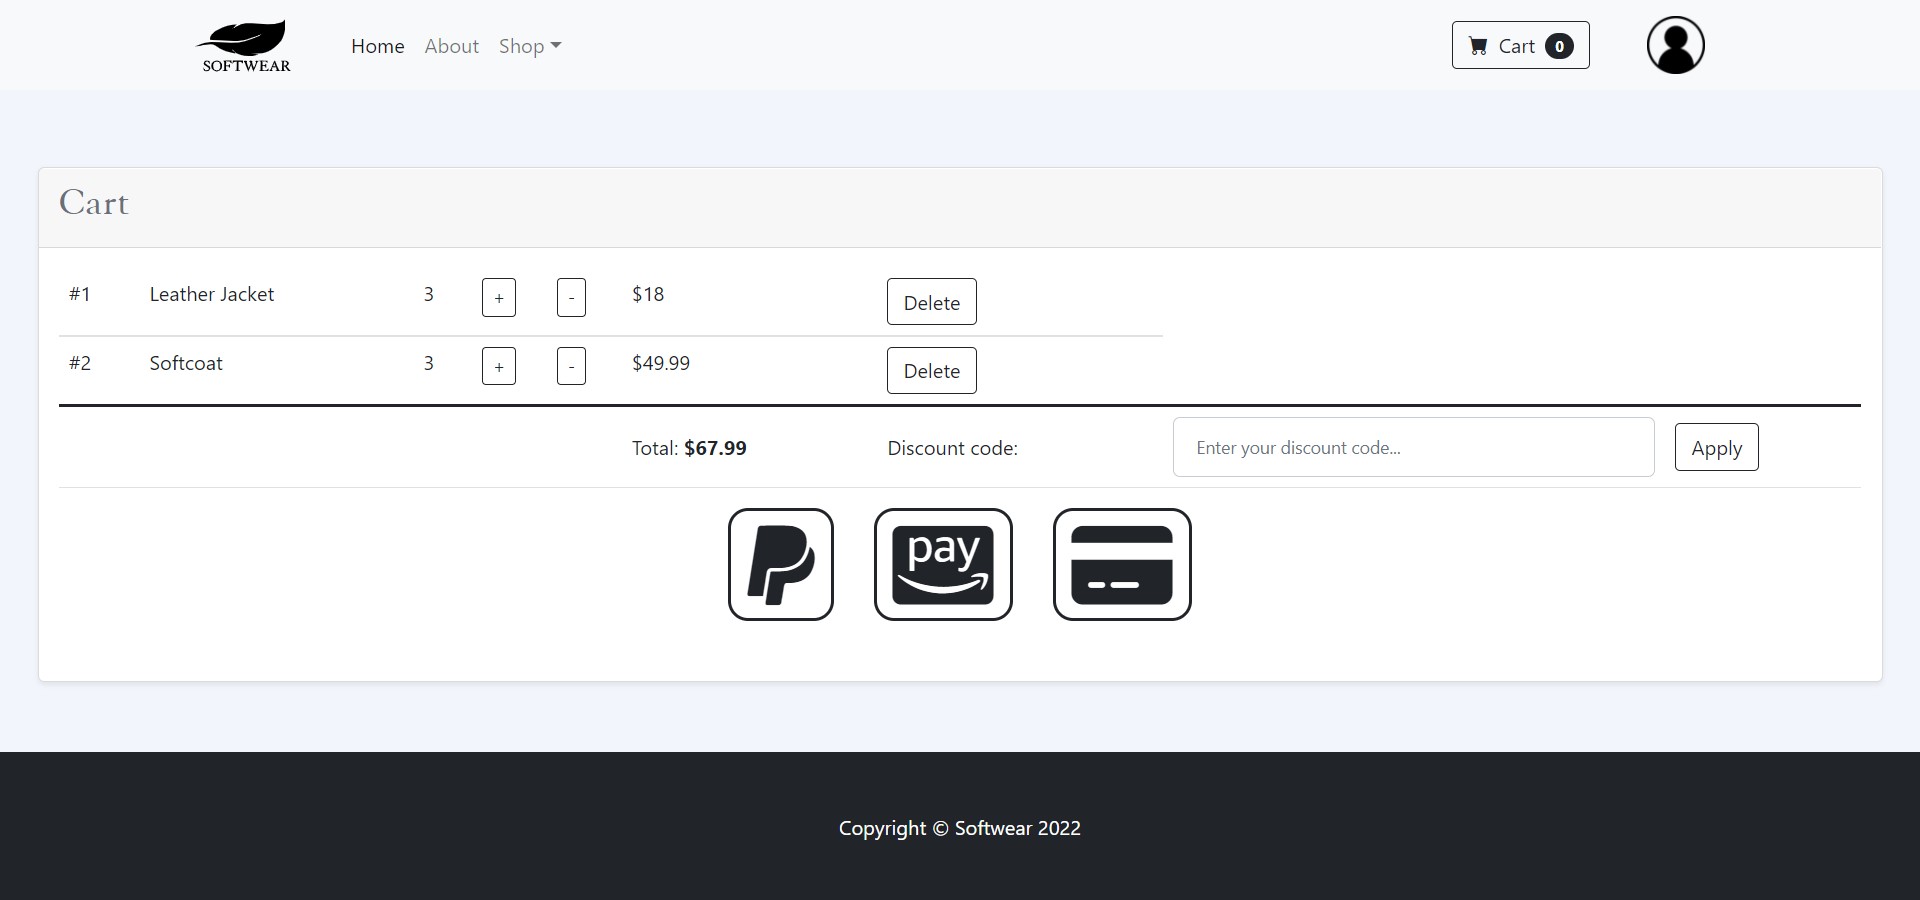 SOFTWEAR
Home About Shop
Cart 0
Cart
#1 Leather Jacket 3 + - $18 Delete
#2 Softcoat 3 + - $49.99 Delete
Total: $67.99 Discount code: Enter your discount code... Apply
pay
Copyright © Softwear 2022